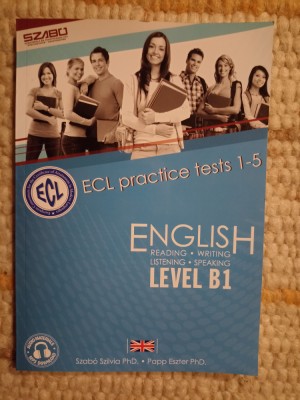 SZABÓ
ECL practice tests 1-5
ECL
ENGLISH
READING • WRITING
LISTENING • SPEAKING
LEVEL B1
Szabó Szilvia PhD. • Papp Eszter PhD.